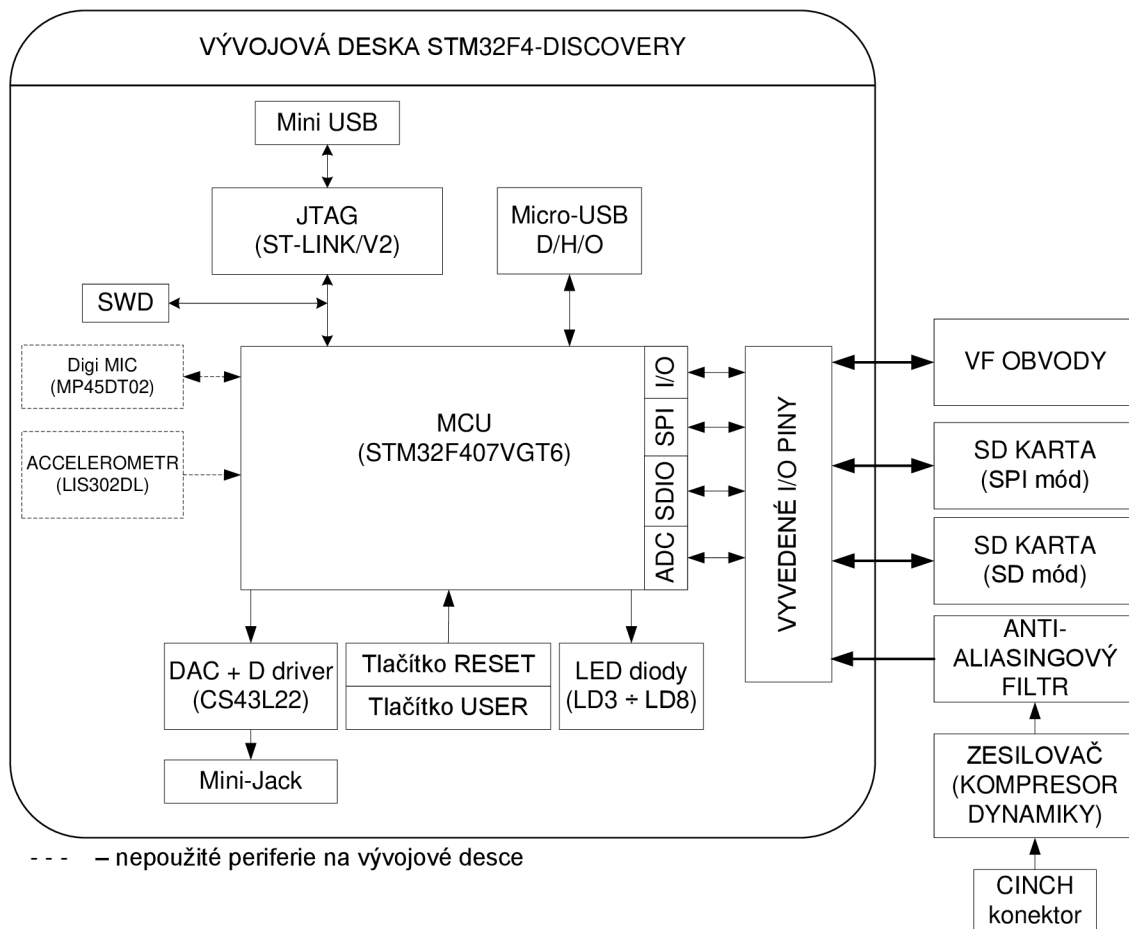 VÝVOJOVÁ DESKA STM32F4-DISCOVERY
Mini USB
JTAG
(ST-LINK/V2)
Micro-USB
D/H/O
SWD
Digi MIC
(MP45DT02)
ACCELEROMETR
(LIS302DL)
MCU
(STM32F407VGT6)
I/O
SPI
SDIO
ADC
VYVEDENÉ I/O PINY
VF OBVODY
SD KARTA
(SPI mód)
SD KARTA
(SD mód)
ANTI-
ALIASINGOVÝ
FILTR
DAC + D driver
(CS43L22)
Tlačítko RESET
Tlačítko USER
LED diody
(LD3 ÷ LD8)
Mini-Jack
ZESILOVAČ
(KOMPRESOR
DYNAMIKY)
CINCH
konektor
- - - – nepoužité periferie na vývojové desce